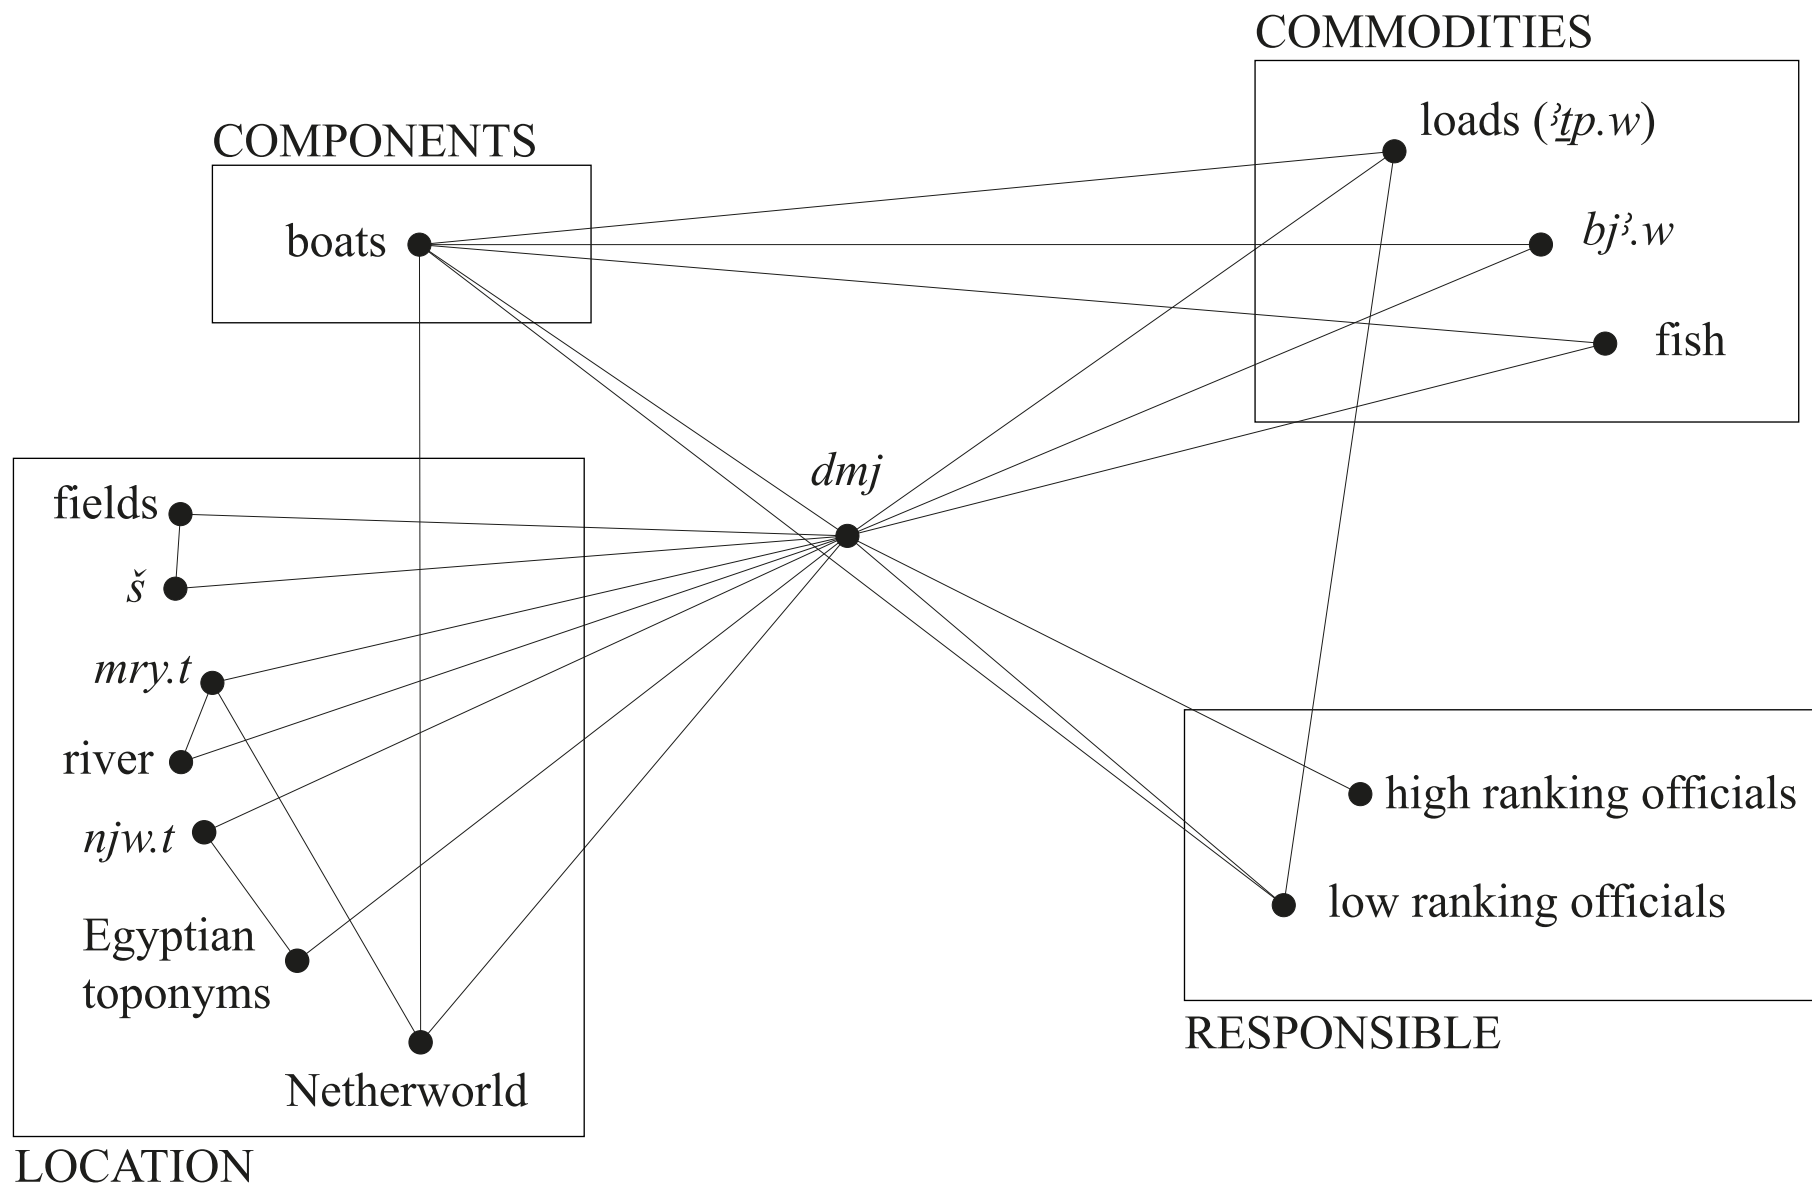 COMMODITIES
loads (ꜣṯp.w)
COMPONENTS
boats
bjꜣ.w
fish
dmj
fields
š
mry.t
river
njw.t
Egyptian
toponyms
Netherworld
LOCATION
high ranking officials
low ranking officials
RESPONSIBLE